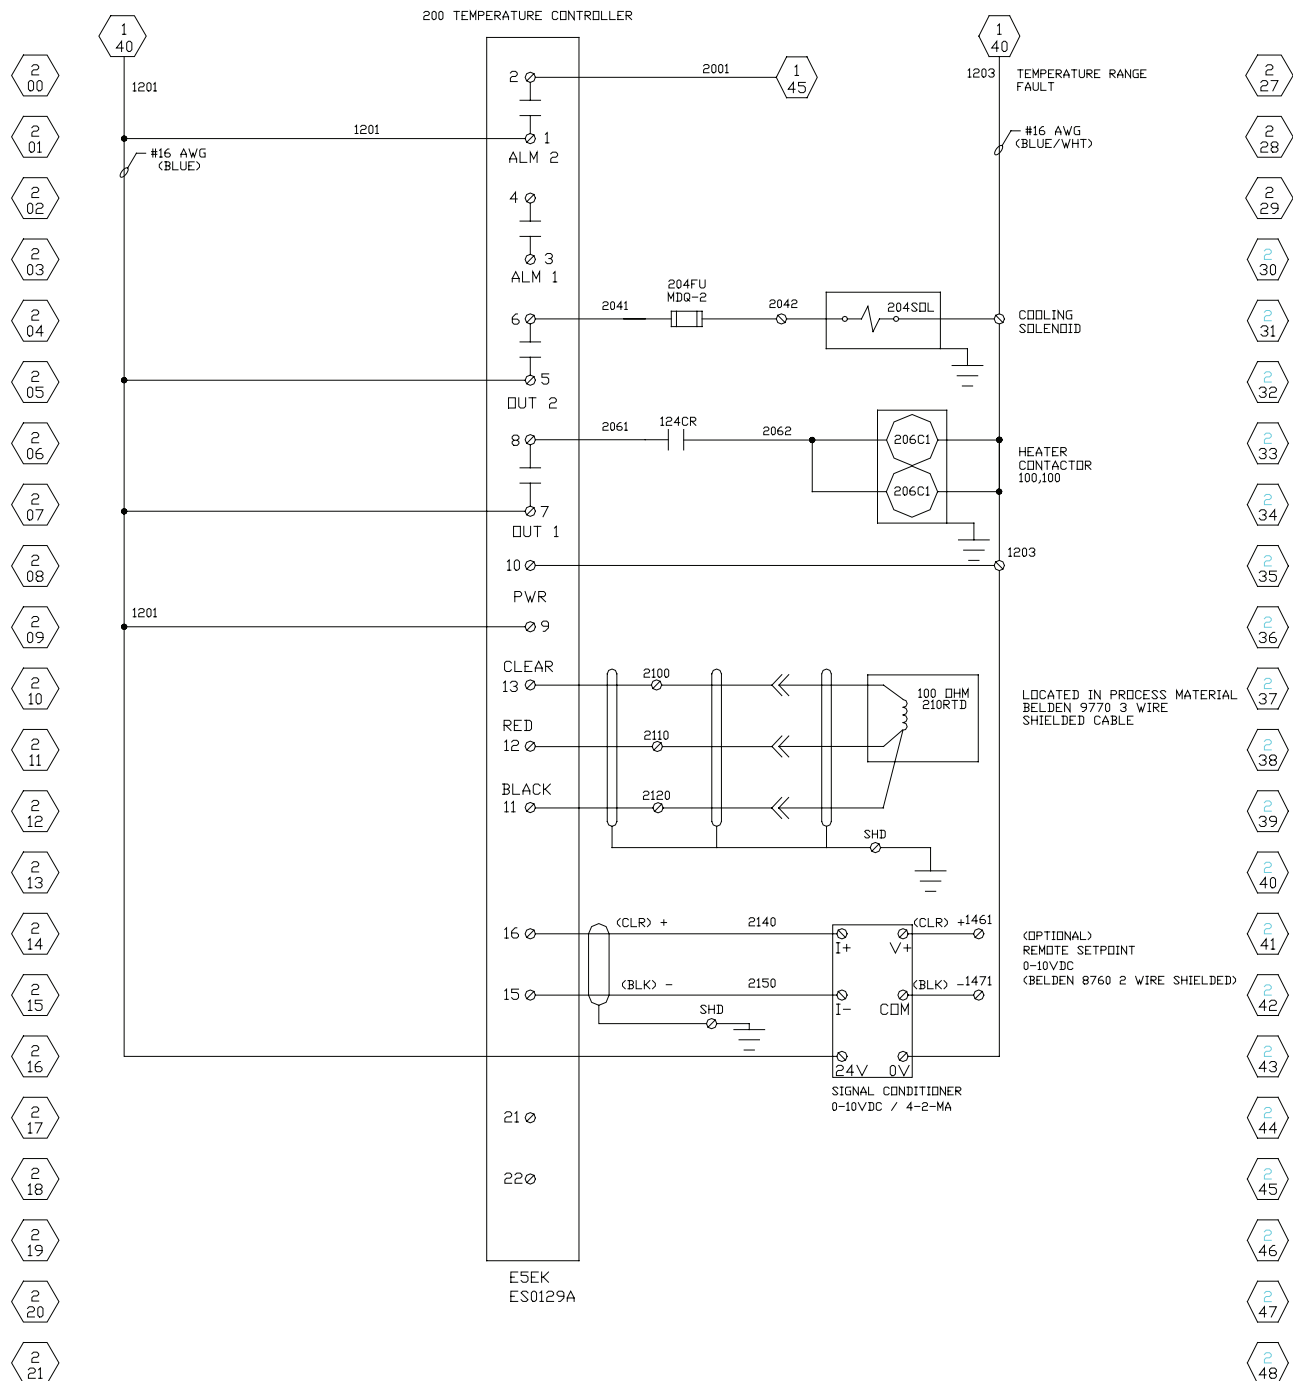 200 TEMPERATURE CONTROLLER
1
40
1
40
2
00
1201
2
2001
1
45
1203
TEMPERATURE RANGE
FAULT
2
27
2
01
1201
1
ALM 2
#16 AWG
(BLUE)
#16 AWG
(BLUE/WHT)
2
28
2
02
4
2
29
2
03
3
ALM 1
2
30
2
04
6
2041
204FU
MDQ-2
2042
204SOL
COOLING
SOLENOID
2
31
2
05
5
OUT 2
2
32
2
06
8
2061
124CR
2062
206C1
HEATER
CONTACTOR
100,100
2
33
2
07
7
OUT 1
206C1
2
34
2
08
10
1203
2
35
PWR
2
09
1201
9
2
36
CLEAR
2
10
13
2100
100 OHM
210RTD
LOCATED IN PROCESS MATERIAL
BELDEN 9770 3 WIRE
SHIELDED CABLE
2
37
RED
2
11
12
2110
2
38
BLACK
2
12
11
2120
2
39
SHD
2
13
2
40
2
14
16
(CLR) +
2140
I+
V+
(CLR) +1461
(OPTIONAL)
REMOTE SETPOINT
0-10VDC
(BELDEN 8760 2 WIRE SHIELDED)
2
41
2
15
15
(BLK) -
2150
I-
COM
(BLK) -1471
2
42
SHD
2
16
24V
0V
2
43
SIGNAL CONDITIONER
0-10VDC / 4-2-MA
2
17
21
2
44
2
18
22
2
45
2
19
2
46
E5EK
ES0129A
2
20
2
47
2
21
2
48